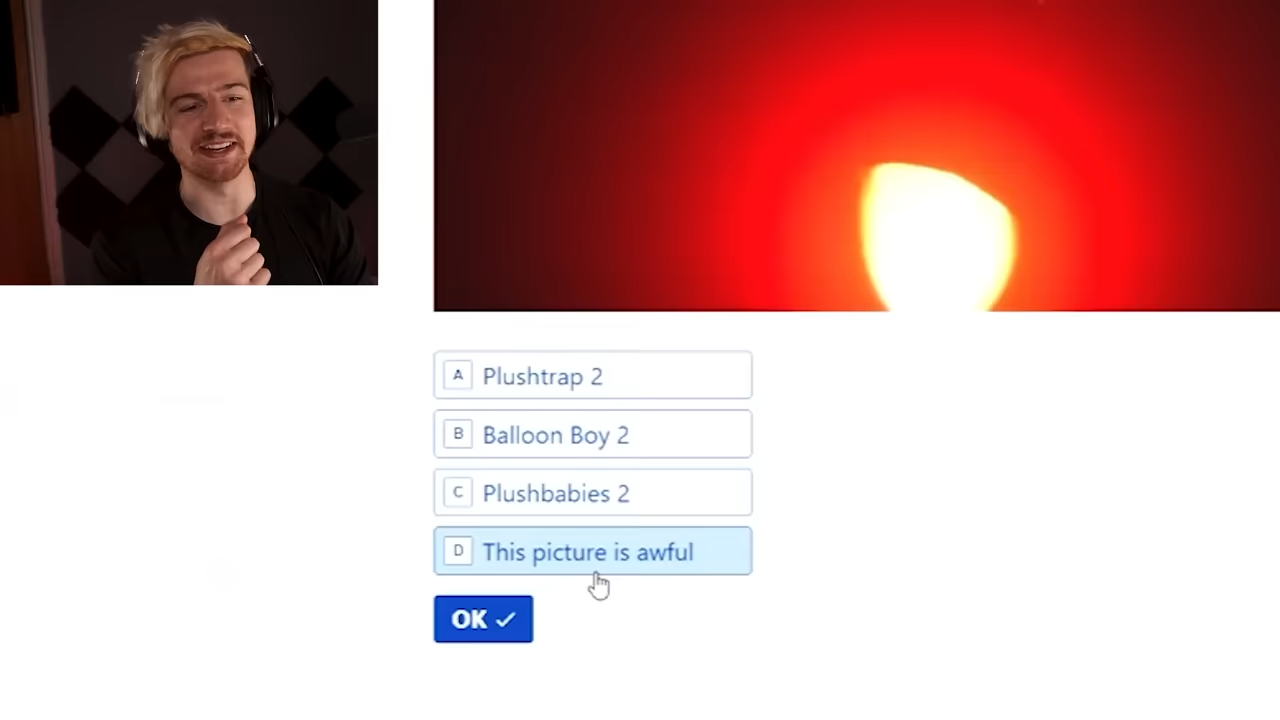 A Plushtrap 2
B Balloon Boy 2
C Plushbabies 2
D This picture is awful
OK